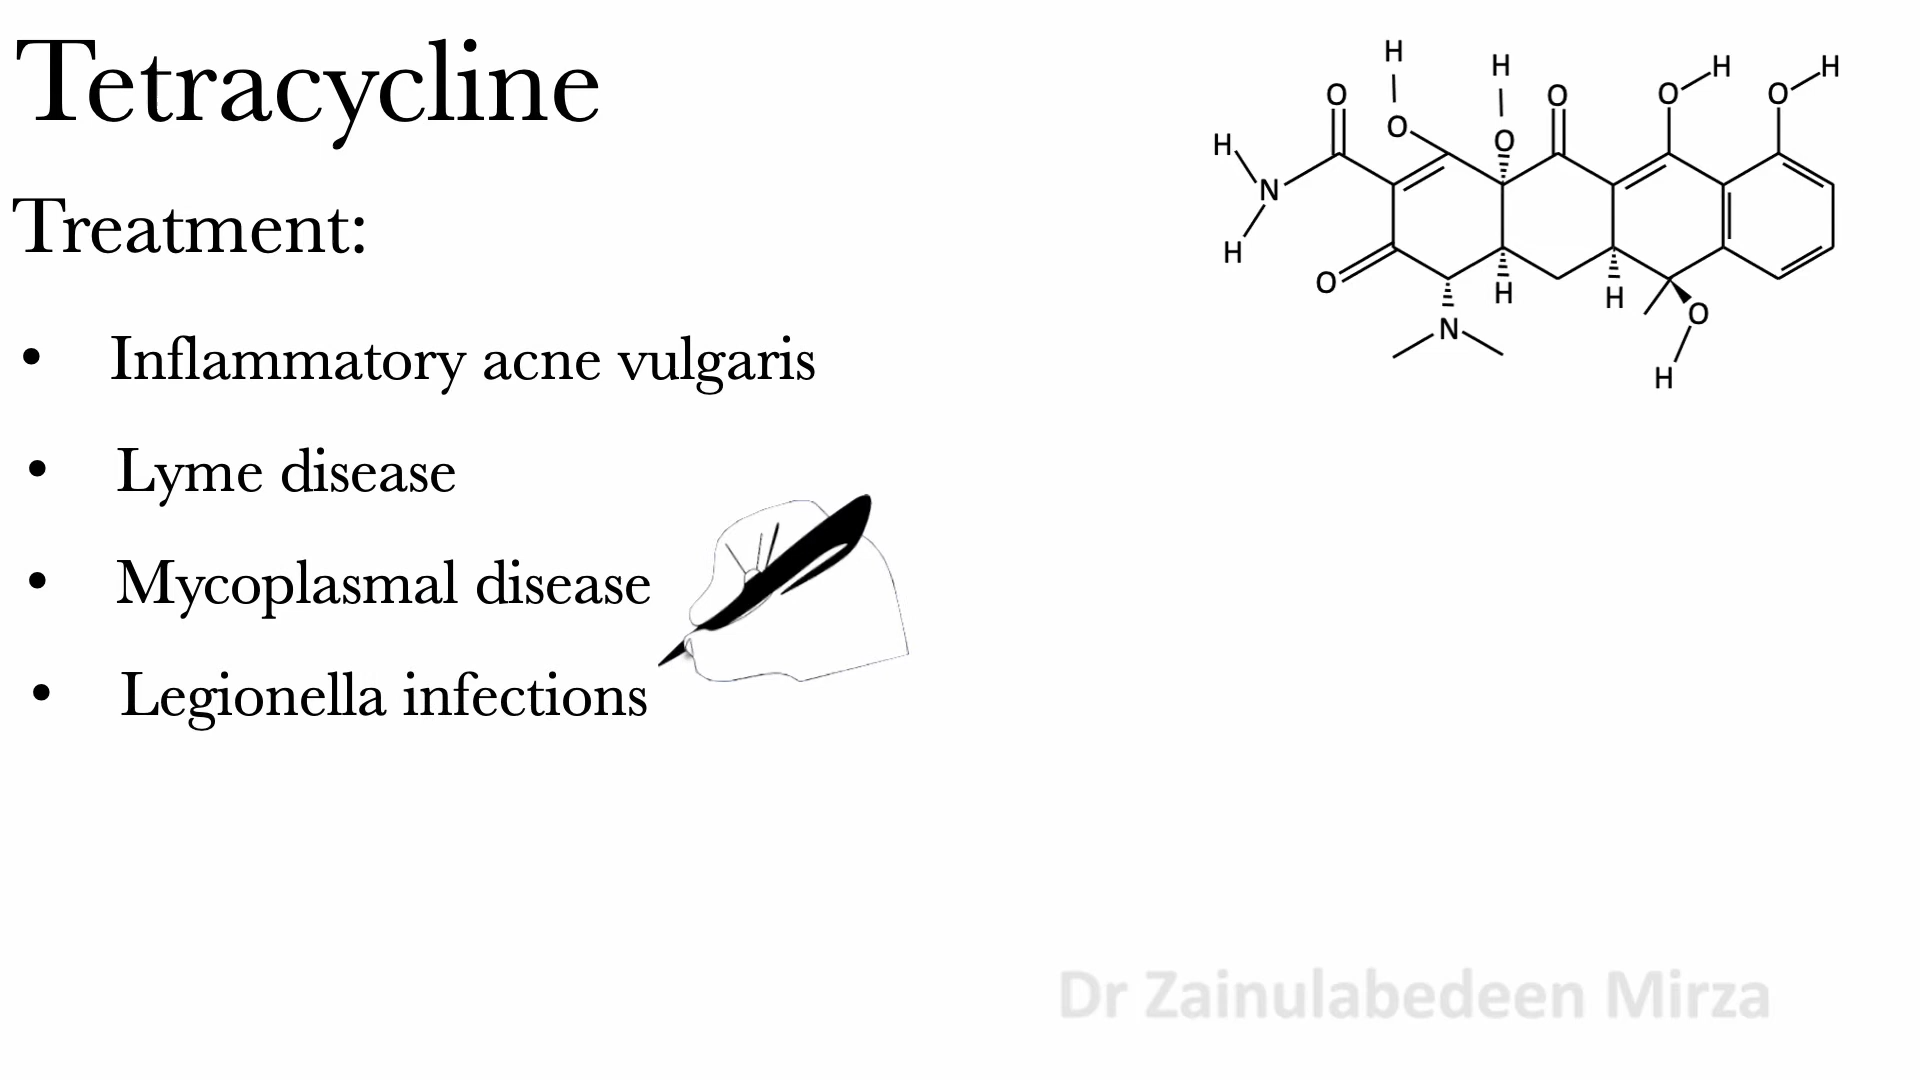 Tetracycline
Treatment:
• Inflammatory acne vulgaris
• Lyme disease
• Mycoplasmal disease
• Legionella infections
H H O H O H
O O O O O
H N O
H O H H O
N H
Dr Zainulabedeen Mirza